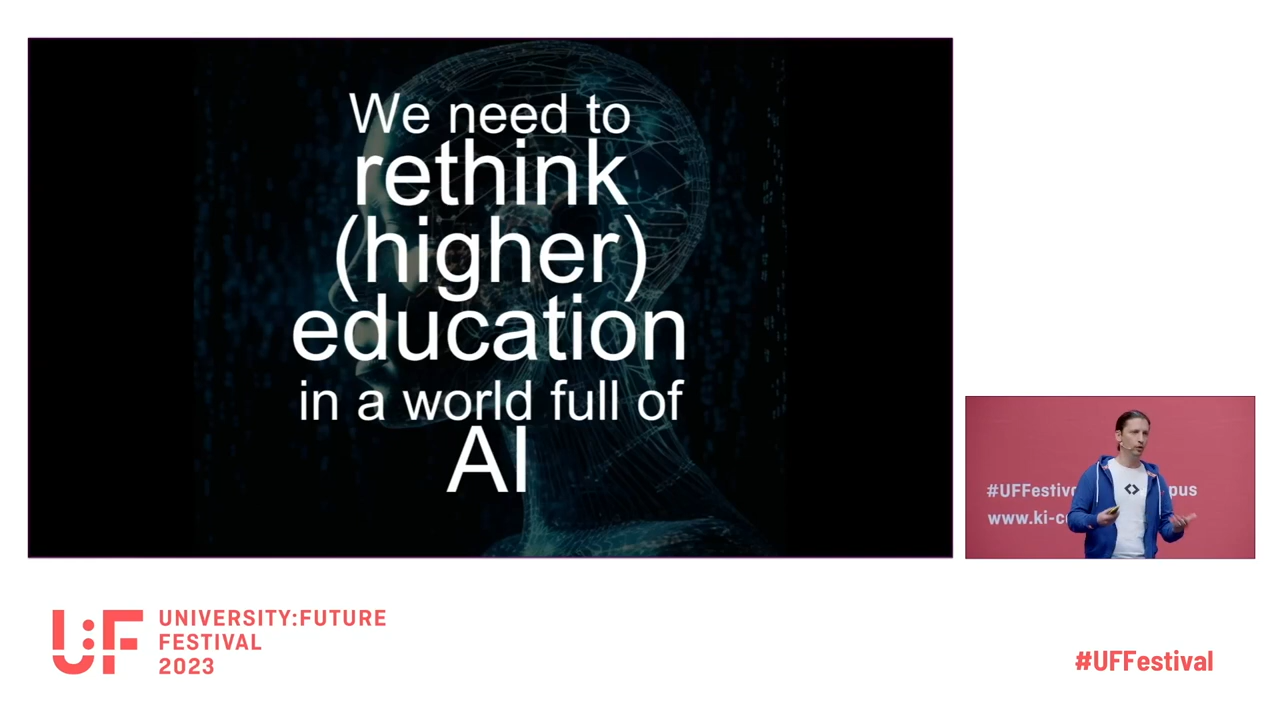 We need to
rethink
(higher)
education
in a world full of
AI
#UFFestiv
pus
www.ki-c
U:F
UNIVERSITY:FUTURE
FESTIVAL
2023
#UFFestival